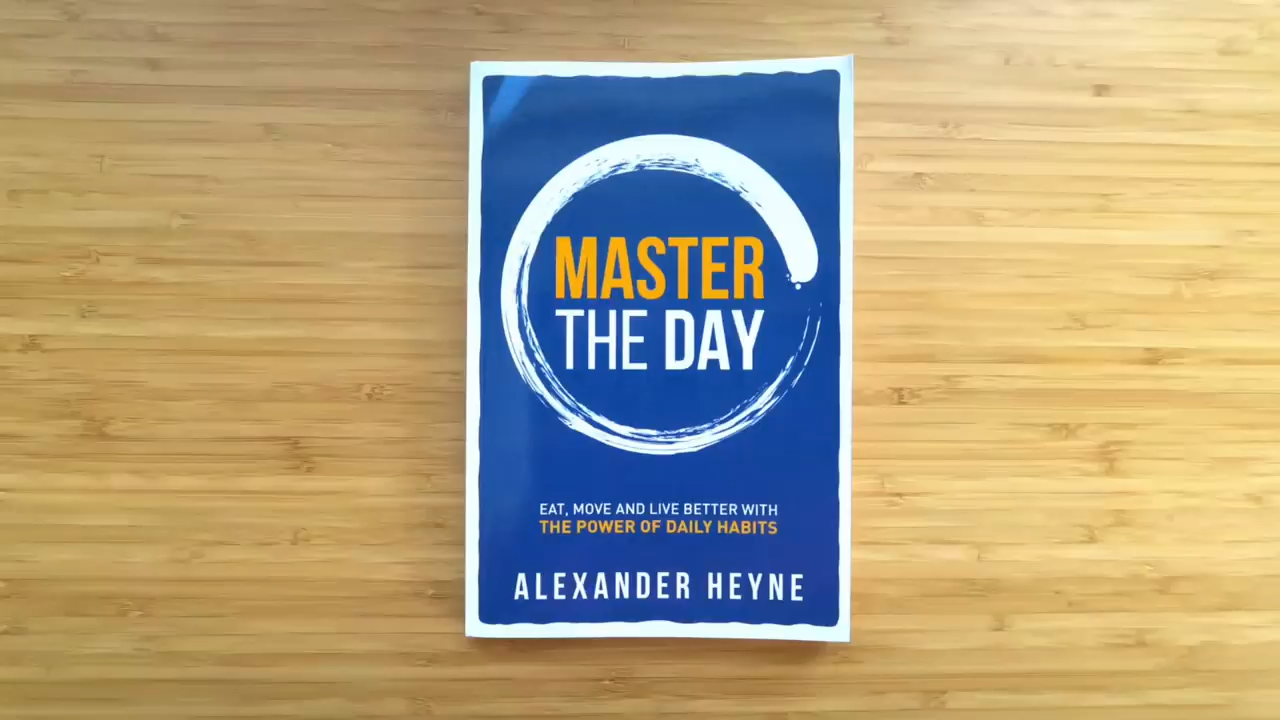 MASTER
THE DAY
EAT, MOVE AND LIVE BETTER WITH
THE POWER OF DAILY HABITS
ALEXANDER HEYNE